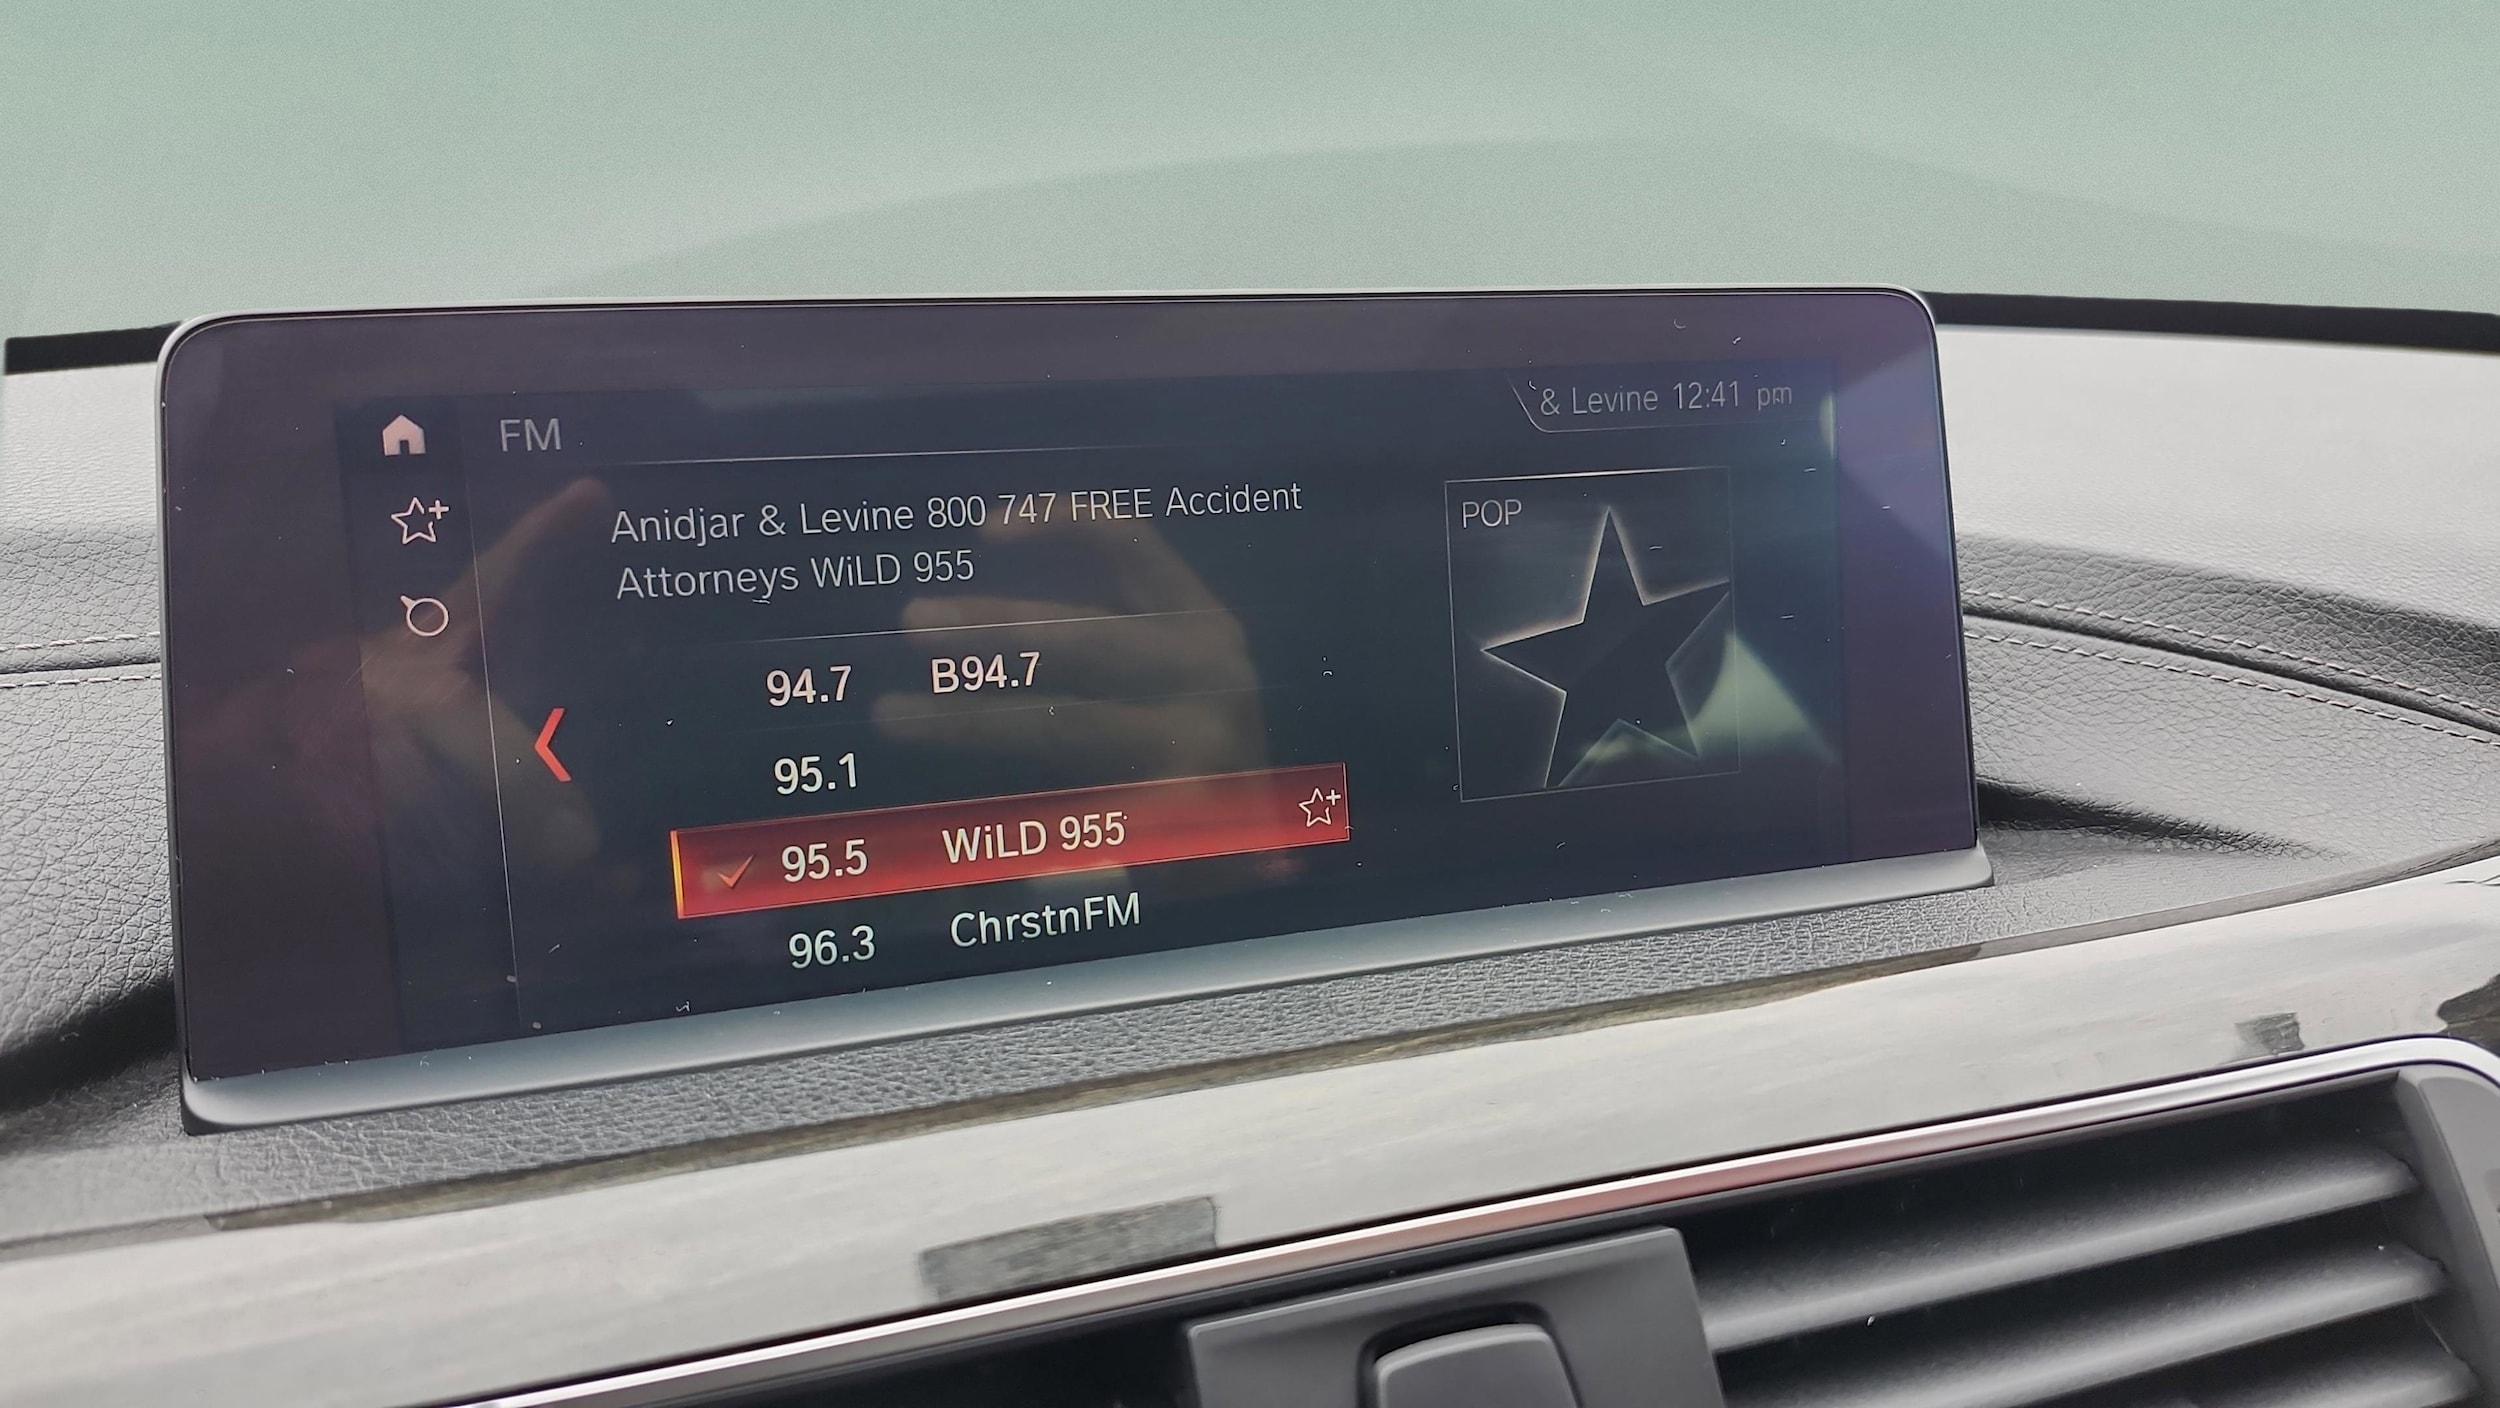 FM
& Levine 12:41 pm
Anidjar & Levine 800 747 FREE Accident
Attorneys WiLD 955
POP
94.7 B94.7
95.1
95.5 WiLD 955
96.3 ChrstnFM